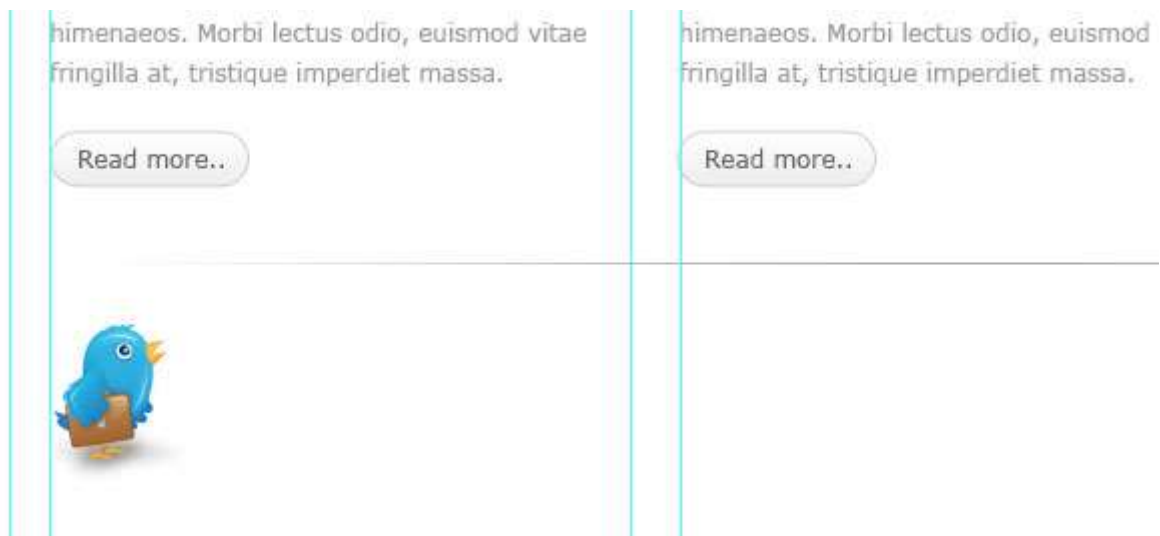 himenaeos. Morbi lectus odio, euismod vitae
fringilla at, tristique imperdiet massa.
Read more..
himenaeos. Morbi lectus odio, euismod
fringilla at, tristique imperdiet massa.
Read more..